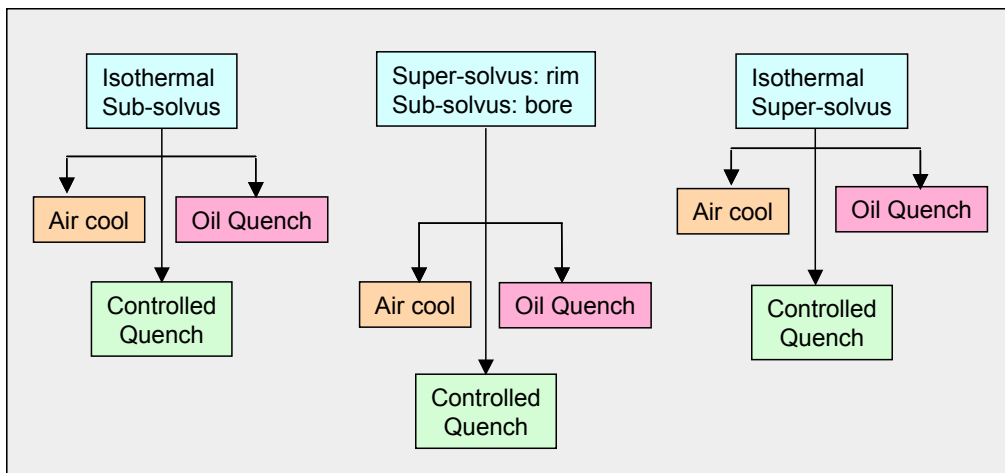 Isothermal
Sub-solvus
Air cool
Oil Quench
Controlled
Quench
Super-solvus: rim
Sub-solvus: bore
Air cool
Oil Quench
Controlled
Quench
Isothermal
Super-solvus
Air cool
Oil Quench
Controlled
Quench